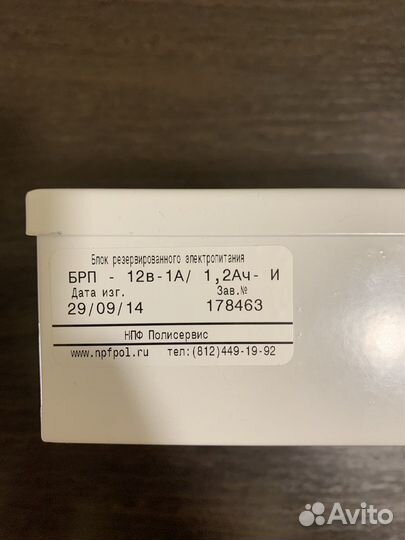 Блок резервированного электропитания
БРП - 12в-1А/ 1,2Ач- И
Дата изг. Зав.№
29/09/14 178463
НПФ Полисервис
www.npfpol.ru тел:(812)449-19-92
Avito